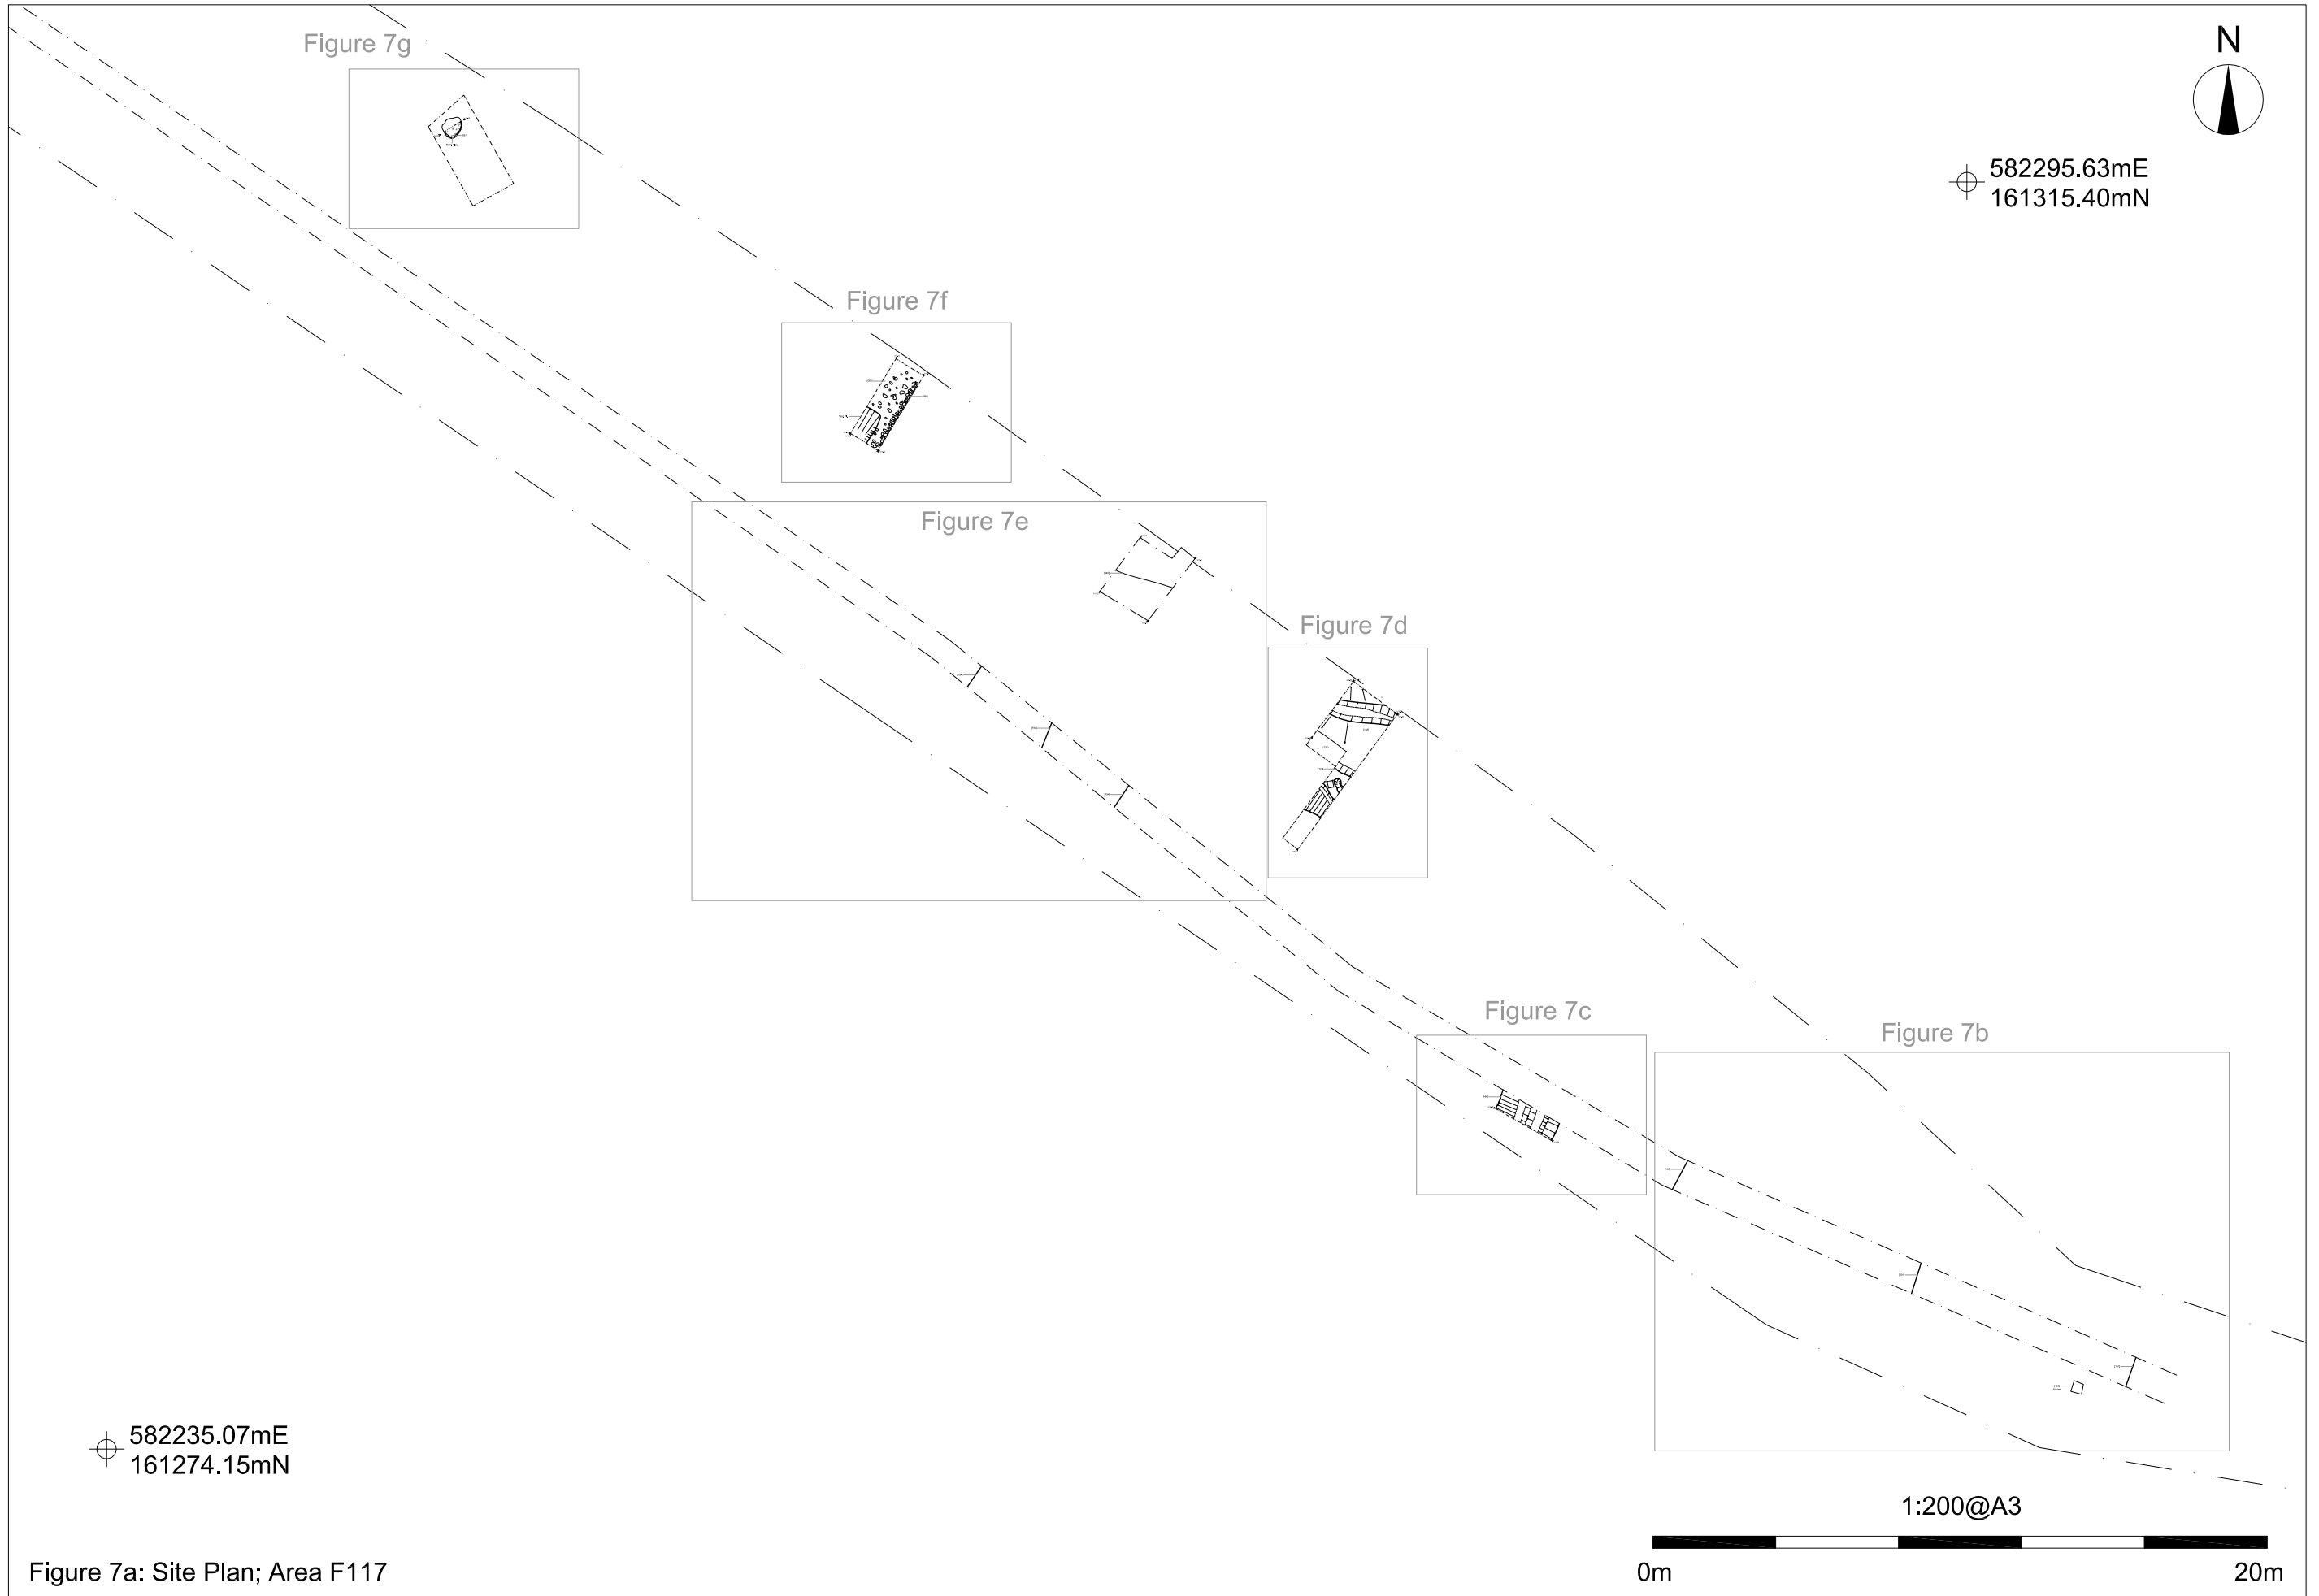 Figure 7g
N
582295.63mE
161315.40mN
Figure 7f
Figure 7e
Figure 7d
Figure 7c
Figure 7b
582235.07mE
161274.15mN
1:200@A3
0m
20m
Figure 7a: Site Plan; Area F117